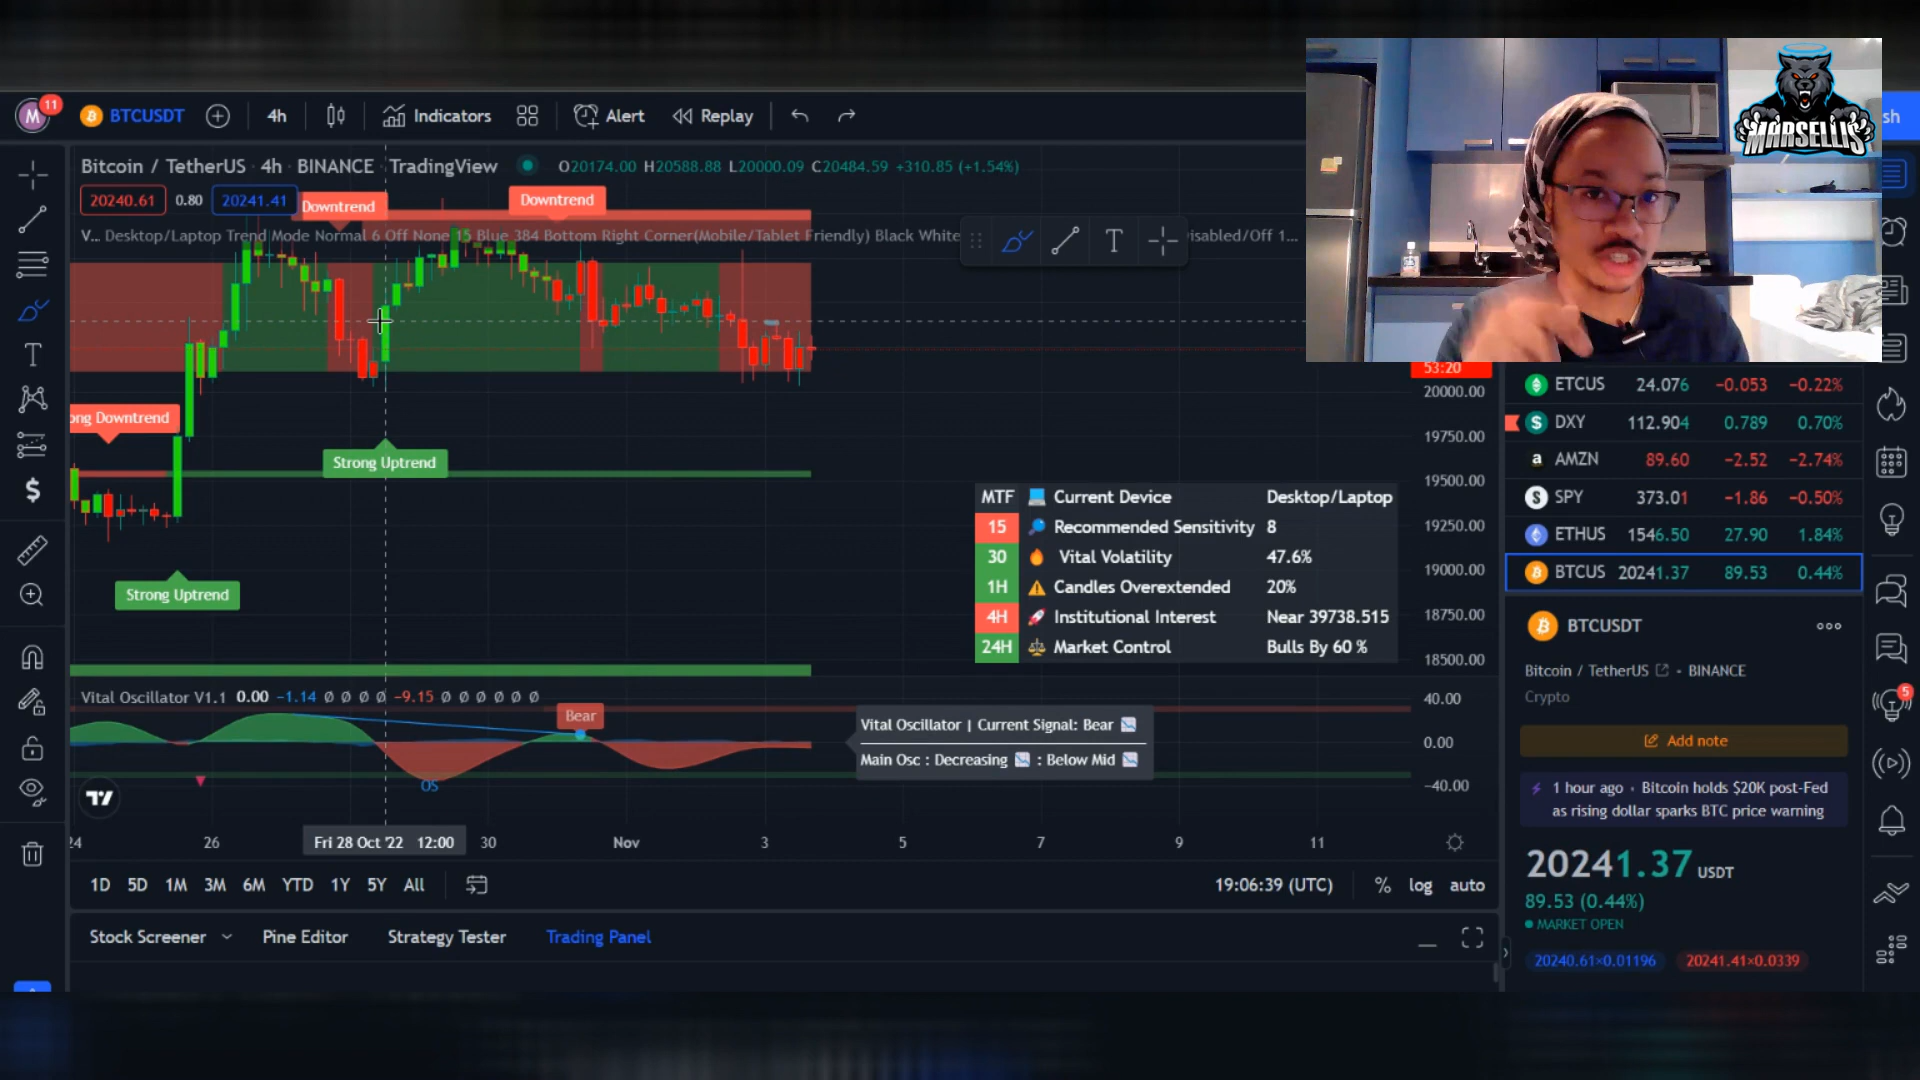 M 11 BTCUSDT 4h Indicators Alert Replay
Bitcoin / TetherUS · 4h · BINANCE · TradingView O20174.00 H20588.88 L20000.09 C20484.59 +310.85 (+1.54%)
20240.61 0.80 20241.41
Downtrend
Downtrend
V... Desktop/Laptop Trend Mode Normal 6 Off None 15 Blue 384 Bottom Right Corner(Mobile/Tablet Friendly) Black White
isabled/Off 1...
ong Downtrend
Strong Uptrend
Strong Uptrend
MTF Current Device Desktop/Laptop
15 Recommended Sensitivity 8
30 Vital Volatility 47.6%
1H Candles Overextended 20%
4H Institutional Interest Near 39738.515
24H Market Control Bulls By 60 %
53:20
20000.00
19750.00
19500.00
19250.00
19000.00
18750.00
18500.00
Vital Oscillator V1.1 0.00 −1.14 ø ø ø ø −9.15 ø ø ø ø ø ø
Bear
OS
Vital Oscillator | Current Signal: Bear
Main Osc : Decreasing : Below Mid
40.00
0.00
−40.00
24 26 Fri 28 Oct '22 12:00 30 Nov 3 5 7 9 11
1D 5D 1M 3M 6M YTD 1Y 5Y All
19:06:39 (UTC) % log auto
Stock Screener Pine Editor Strategy Tester Trading Panel
MARSELLIS
sh
ETCUS 24.076 −0.053 −0.22%
DXY 112.904 0.789 0.70%
AMZN 89.60 −2.52 −2.74%
SPY 373.01 −1.86 −0.50%
ETHUS 1546.50 27.90 1.84%
BTCUS 20241.37 89.53 0.44%
BTCUSDT
Bitcoin / TetherUS · BINANCE
Crypto
Add note
1 hour ago · Bitcoin holds $20K post-Fed
as rising dollar sparks BTC price warning
20241.37 USDT
89.53 (0.44%)
MARKET OPEN
20240.61×0.01196 20241.41×0.0339
5